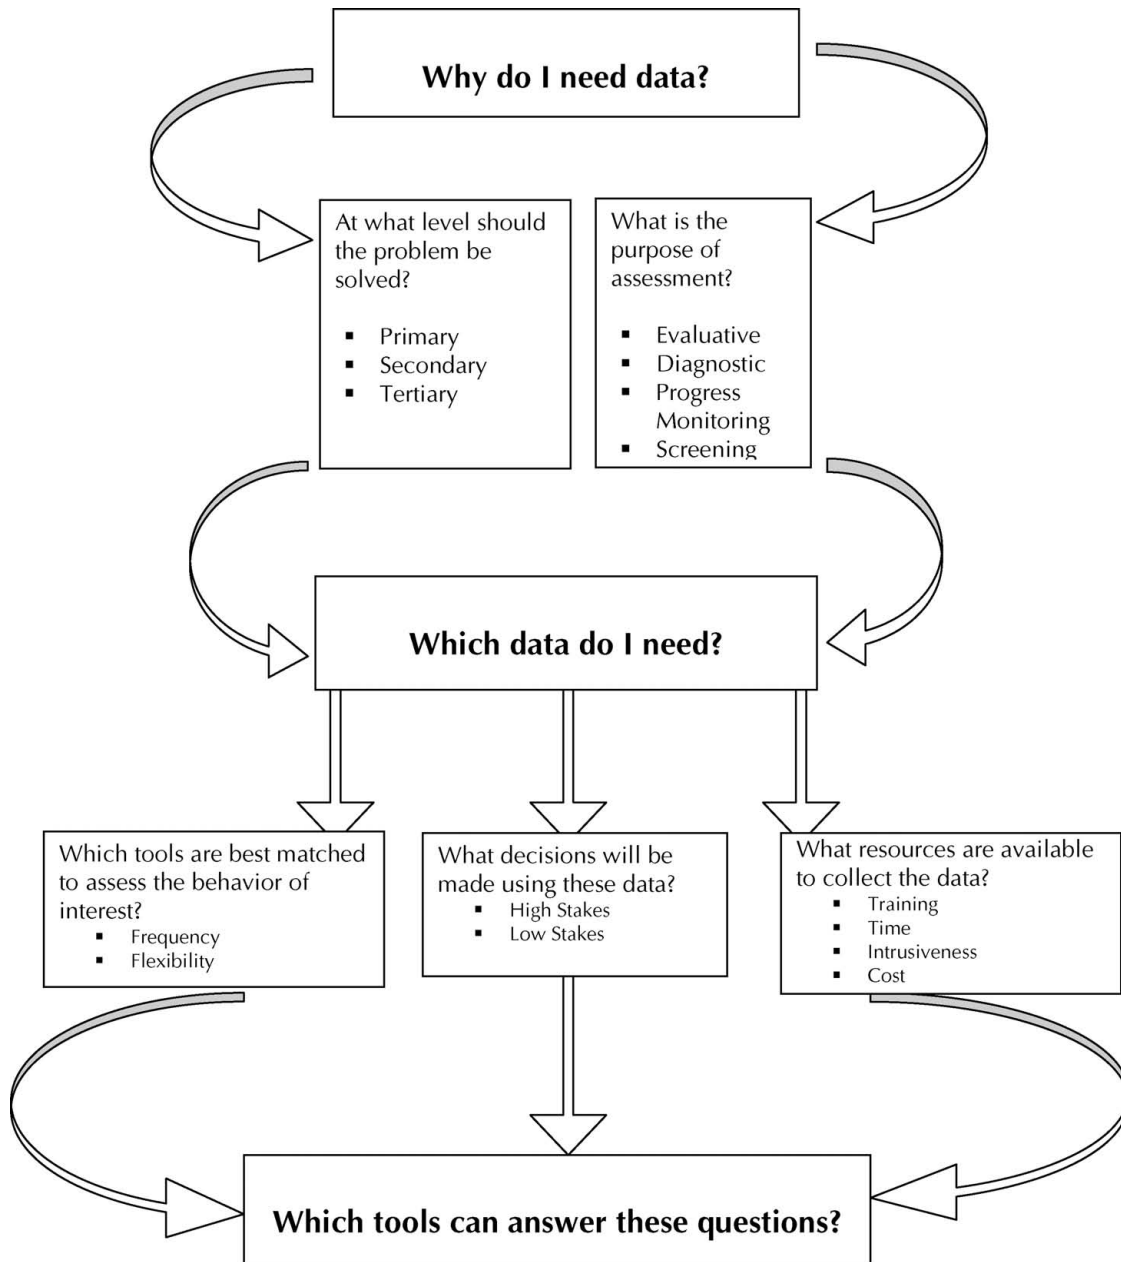 Why do I need data?
At what level should
the problem be
solved?
▪ Primary
▪ Secondary
▪ Tertiary
What is the
purpose of
assessment?
▪ Evaluative
▪ Diagnostic
▪ Progress
Monitoring
▪ Screening
Which data do I need?
Which tools are best matched
to assess the behavior of
interest?
▪ Frequency
▪ Flexibility
What decisions will be
made using these data?
▪ High Stakes
▪ Low Stakes
What resources are available
to collect the data?
▪ Training
▪ Time
▪ Intrusiveness
▪ Cost
Which tools can answer these questions?